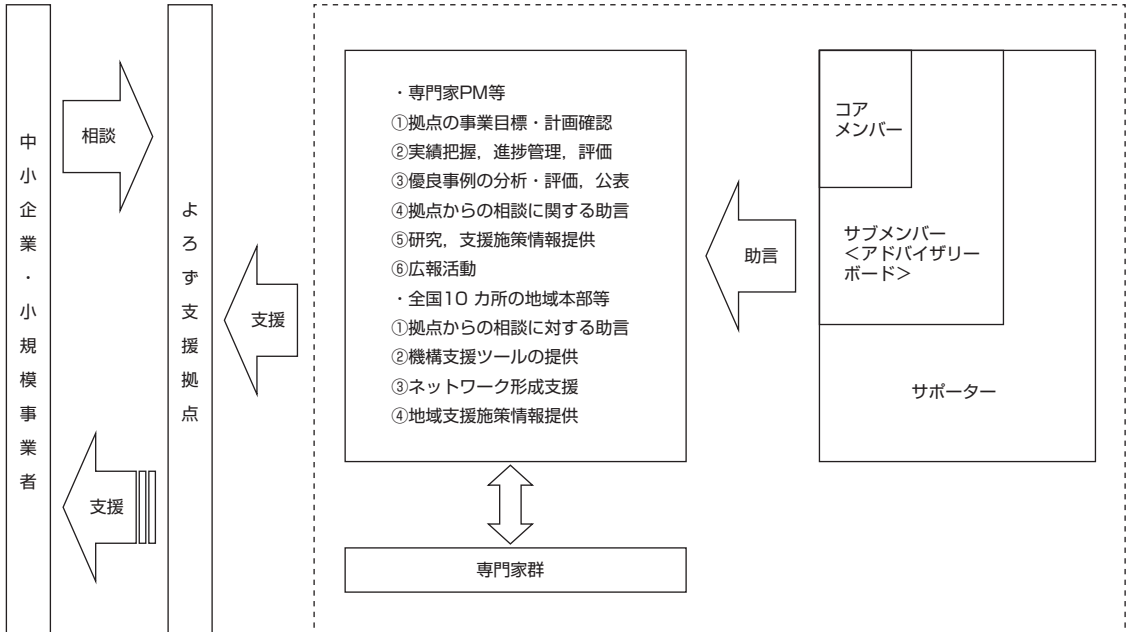 中小企業・小規模事業者
相談
支援
よろず支援拠点
支援
・専門家PM等
①拠点の事業目標・計画確認
②実績把握，進捗管理，評価
③優良事例の分析・評価，公表
④拠点からの相談に関する助言
⑤研究，支援施策情報提供
⑥広報活動
・全国10 カ所の地域本部等
①拠点からの相談に対する助言
②機構支援ツールの提供
③ネットワーク形成支援
④地域支援施策情報提供
専門家群
助言
コア
メンバー
サブメンバー
<アドバイザリー
ボード>
サポーター